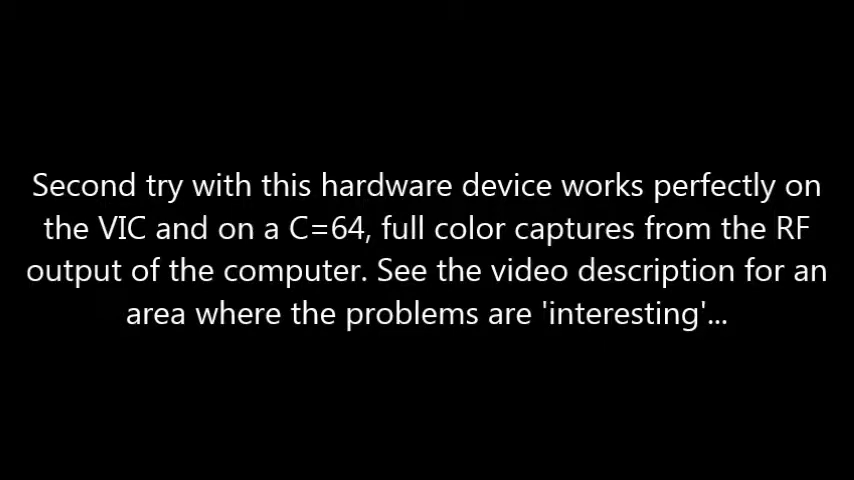 Second try with this hardware device works perfectly on
the VIC and on a C=64, full color captures from the RF
output of the computer. See the video description for an
area where the problems are 'interesting'...